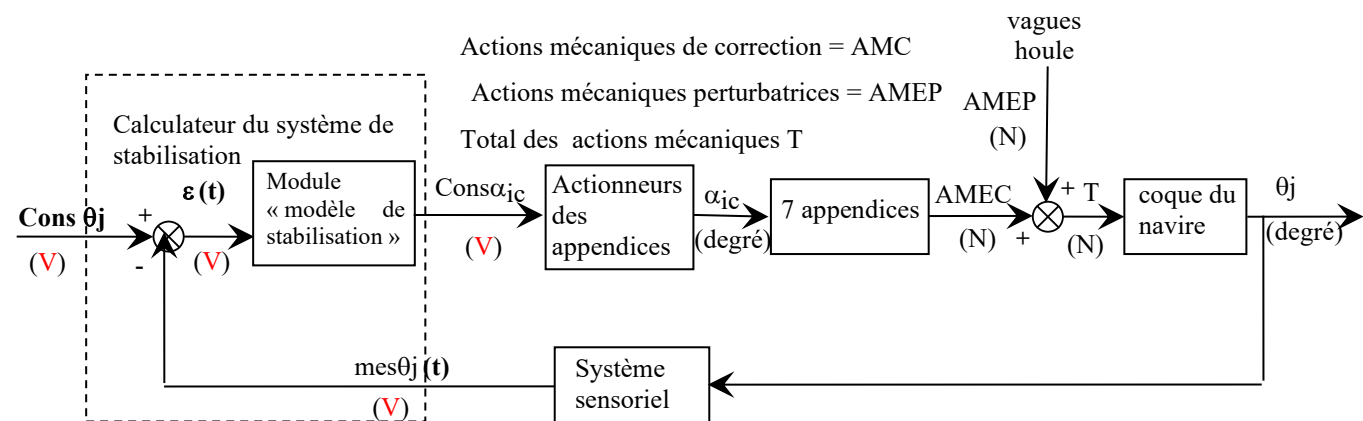 vagues
houle
Actions mécaniques de correction = AMC
Actions mécaniques perturbatrices = AMEP
AMEP
(N)
Total des actions mécaniques T
Calculateur du système de
stabilisation
ε (t)
Module
« modèle de
stabilisation »
Consαic
(V)
Actionneurs
des
appendices
αic
(degré)
7 appendices
AMEC
(N)
+
+
T
(N)
coque du
navire
θj
(degré)
Cons θj
(V)
+
-
(V)
mesθj (t)
(V)
Système
sensoriel